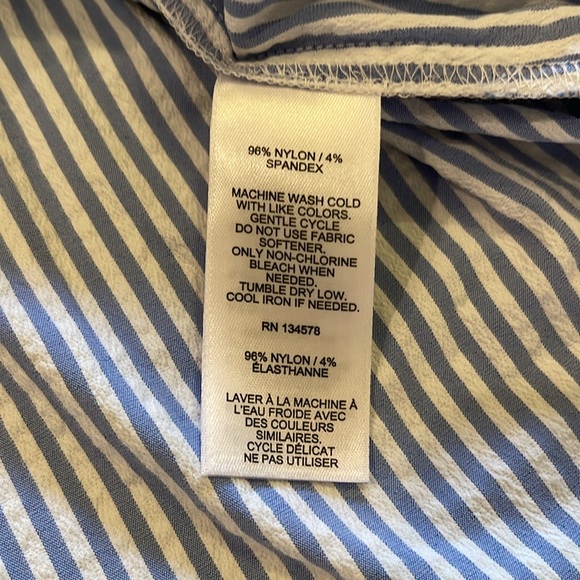 96% NYLON / 4%
SPANDEX
MACHINE WASH COLD
WITH LIKE COLORS.
GENTLE CYCLE
DO NOT USE FABRIC
SOFTENER.
ONLY NON-CHLORINE
BLEACH WHEN
NEEDED.
TUMBLE DRY LOW.
COOL IRON IF NEEDED.
RN 134578
96% NYLON / 4%
ÉLASTHANNE
LAVER À LA MACHINE À
L'EAU FROIDE AVEC
DES COULEURS
SIMILAIRES.
CYCLE DÉLICAT
NE PAS UTILISER